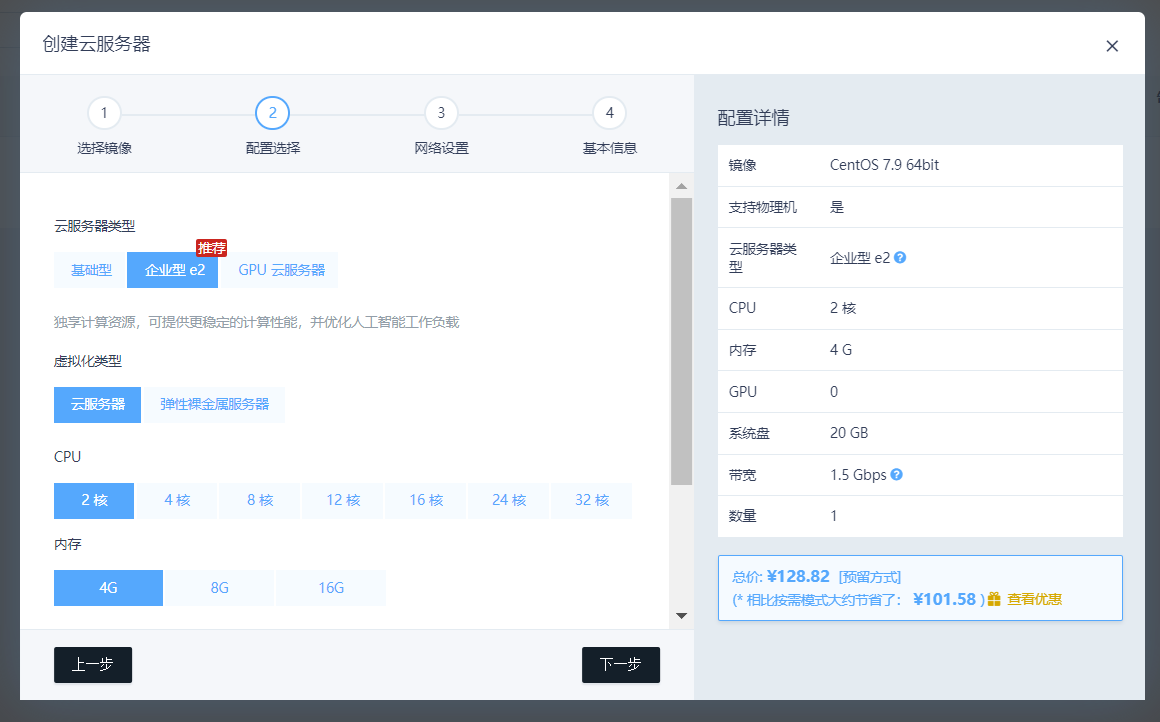 创建云服务器
1
2
3
4
选择镜像
配置选择
网络设置
基本信息
云服务器类型
推荐
基础型
企业型 e2
GPU 云服务器
独享计算资源，可提供更稳定的计算性能，并优化人工智能工作负载
虚拟化类型
云服务器
弹性裸金属服务器
CPU
2 核
4 核
8 核
12 核
16 核
24 核
32 核
内存
4G
8G
16G
上一步
下一步
配置详情
镜像 CentOS 7.9 64bit
支持物理机 是
云服务器类
型
企业型 e2
CPU 2 核
内存 4 G
GPU 0
系统盘 20 GB
带宽 1.5 Gbps
数量 1
总价: ¥128.82 [预留方式]
(* 相比按需模式大约节省了： ¥101.58 ) 查看优惠